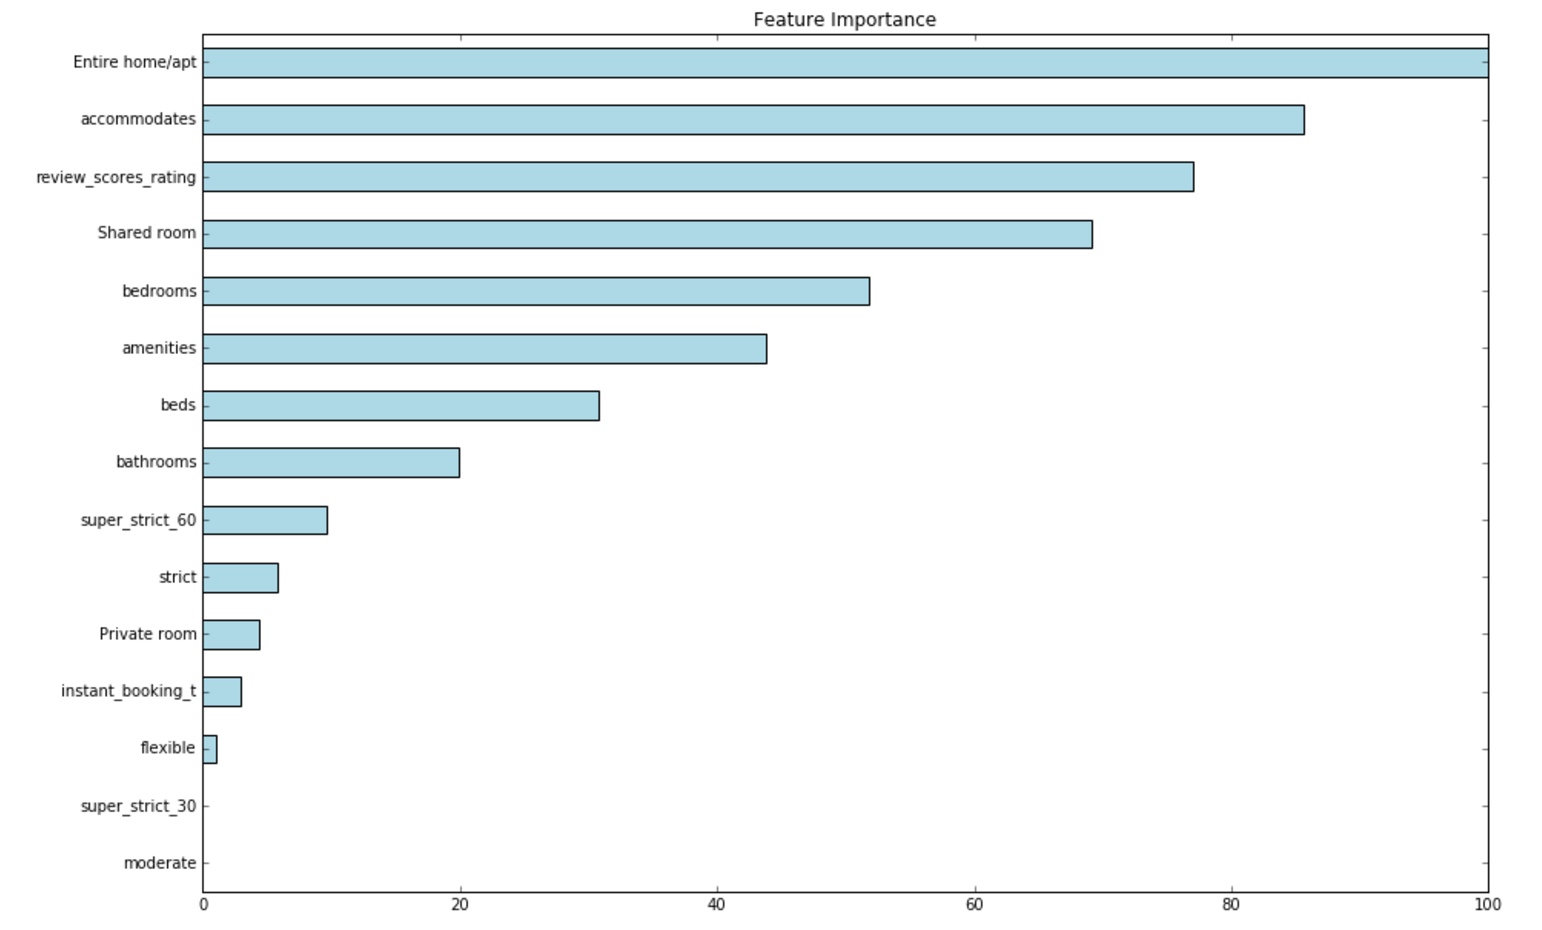 Feature Importance
Entire home/apt
accommodates
review_scores_rating
Shared room
bedrooms
amenities
beds
bathrooms
super_strict_60
strict
Private room
instant_booking_t
flexible
super_strict_30
moderate
0 20 40 60 80 100